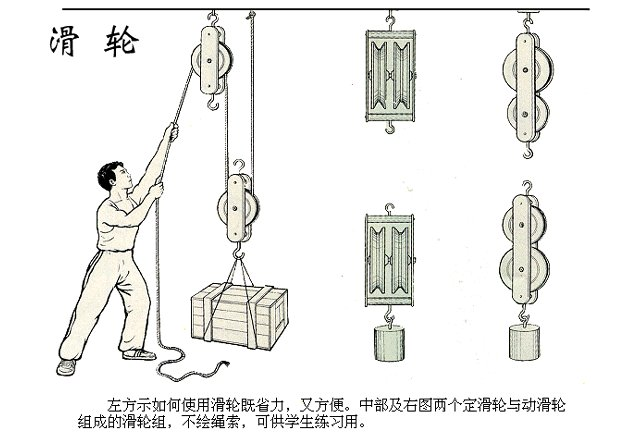 滑轮
左方示如何使用滑轮既省力，又方便。中部及右图两个定滑轮与动滑轮
组成的滑轮组，不绘绳索，可供学生练习用。